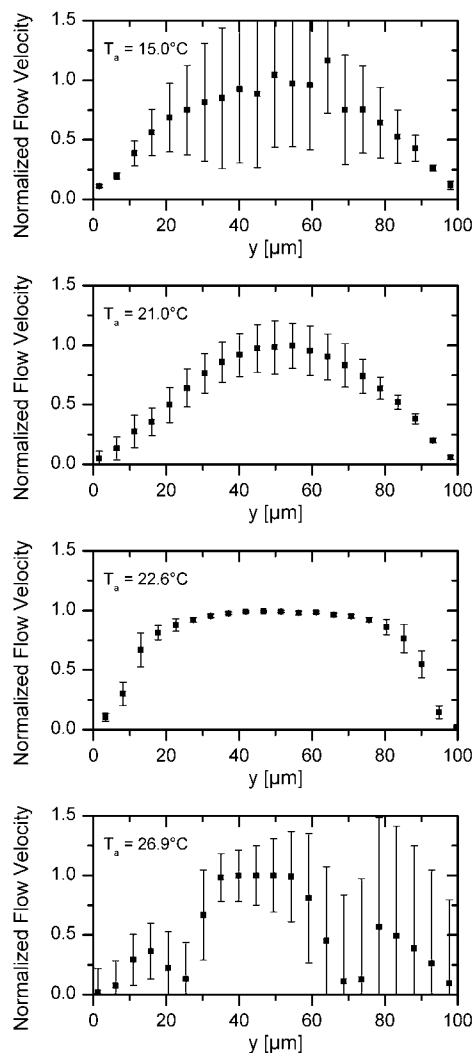 1.5
T_a = 15.0°C
1.0
0.5
0.0
Normalized Flow Velocity
0 20 40 60 80 100
y [µm]
1.5
T_a = 21.0°C
1.0
0.5
0.0
Normalized Flow Velocity
0 20 40 60 80 100
y [µm]
1.5
T_a = 22.6°C
1.0
0.5
0.0
Normalized Flow Velocity
0 20 40 60 80 100
y [µm]
1.5
T_a = 26.9°C
1.0
0.5
0.0
Normalized Flow Velocity
0 20 40 60 80 100
y [µm]